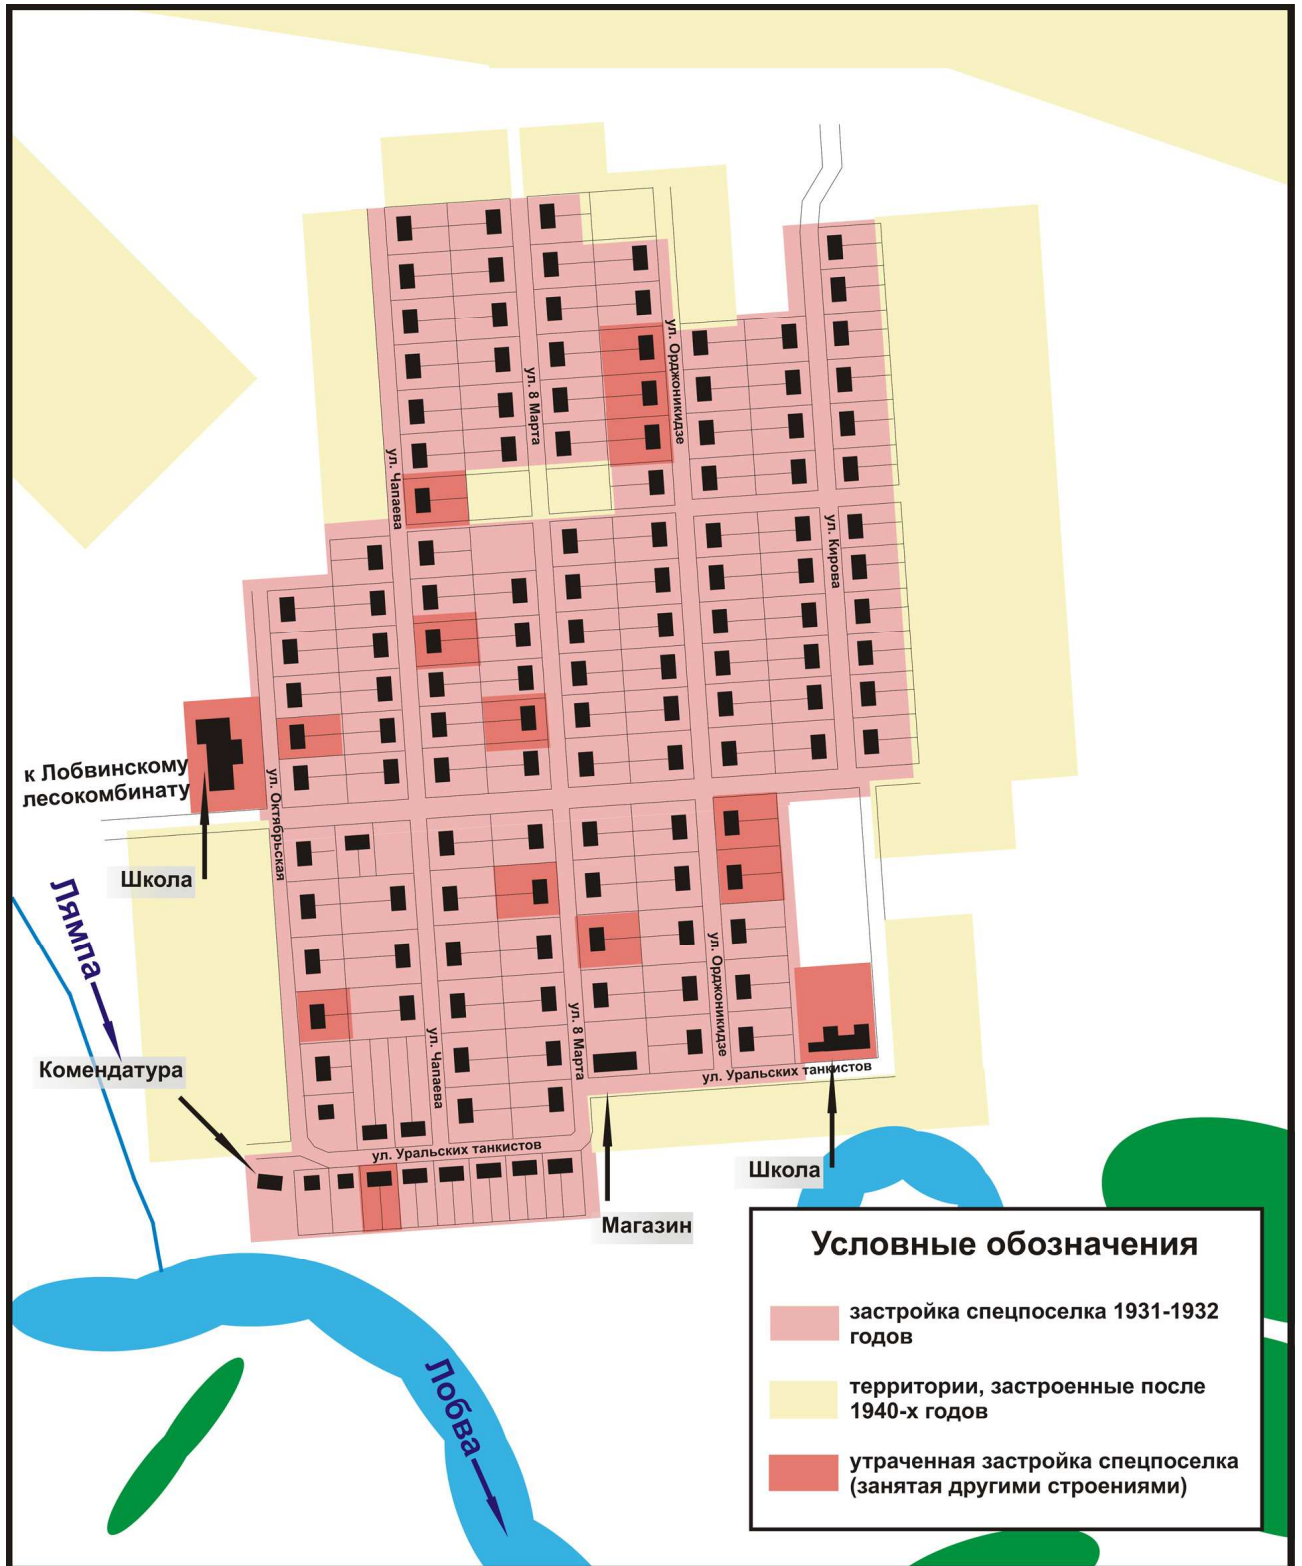 ул. Орджоникидзе
ул. 8 Марта
ул. Чапаева
ул. Кирова
к Лобвинскому
лесокомбинату
ул. Октябрьская
Школа
Лямпа
ул. Орджоникидзе
ул. 8 Марта
ул. Чапаева
Комендатура
ул. Уральских танкистов
ул. Уральских танкистов
Школа
Магазин
Условные обозначения
застройка спецпоселка 1931-1932
годов
территории, застроенные после
1940-х годов
утраченная застройка спецпоселка
(занятая другими строениями)
Лобва